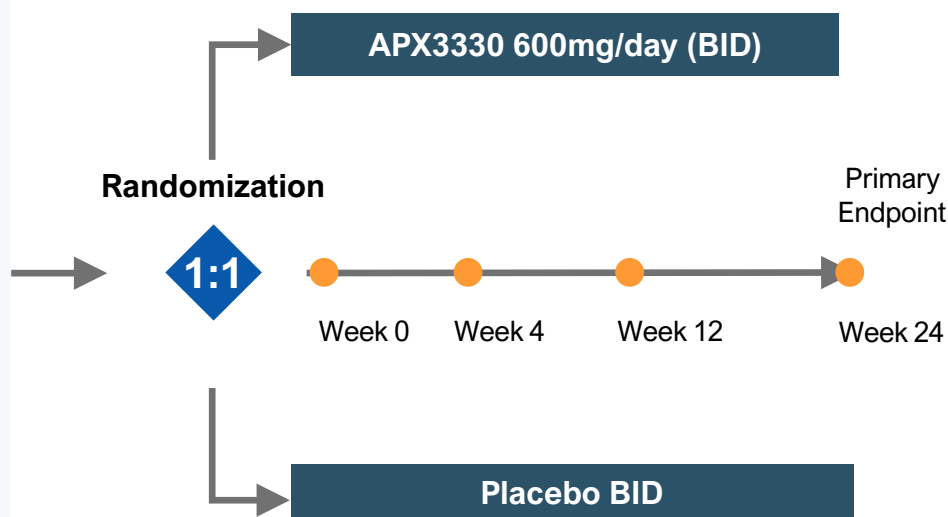 APX3330 600mg/day (BID)
Randomization
Primary
Endpoint
1:1
Week 0
Week 4
Week 12
Week 24
Placebo BID